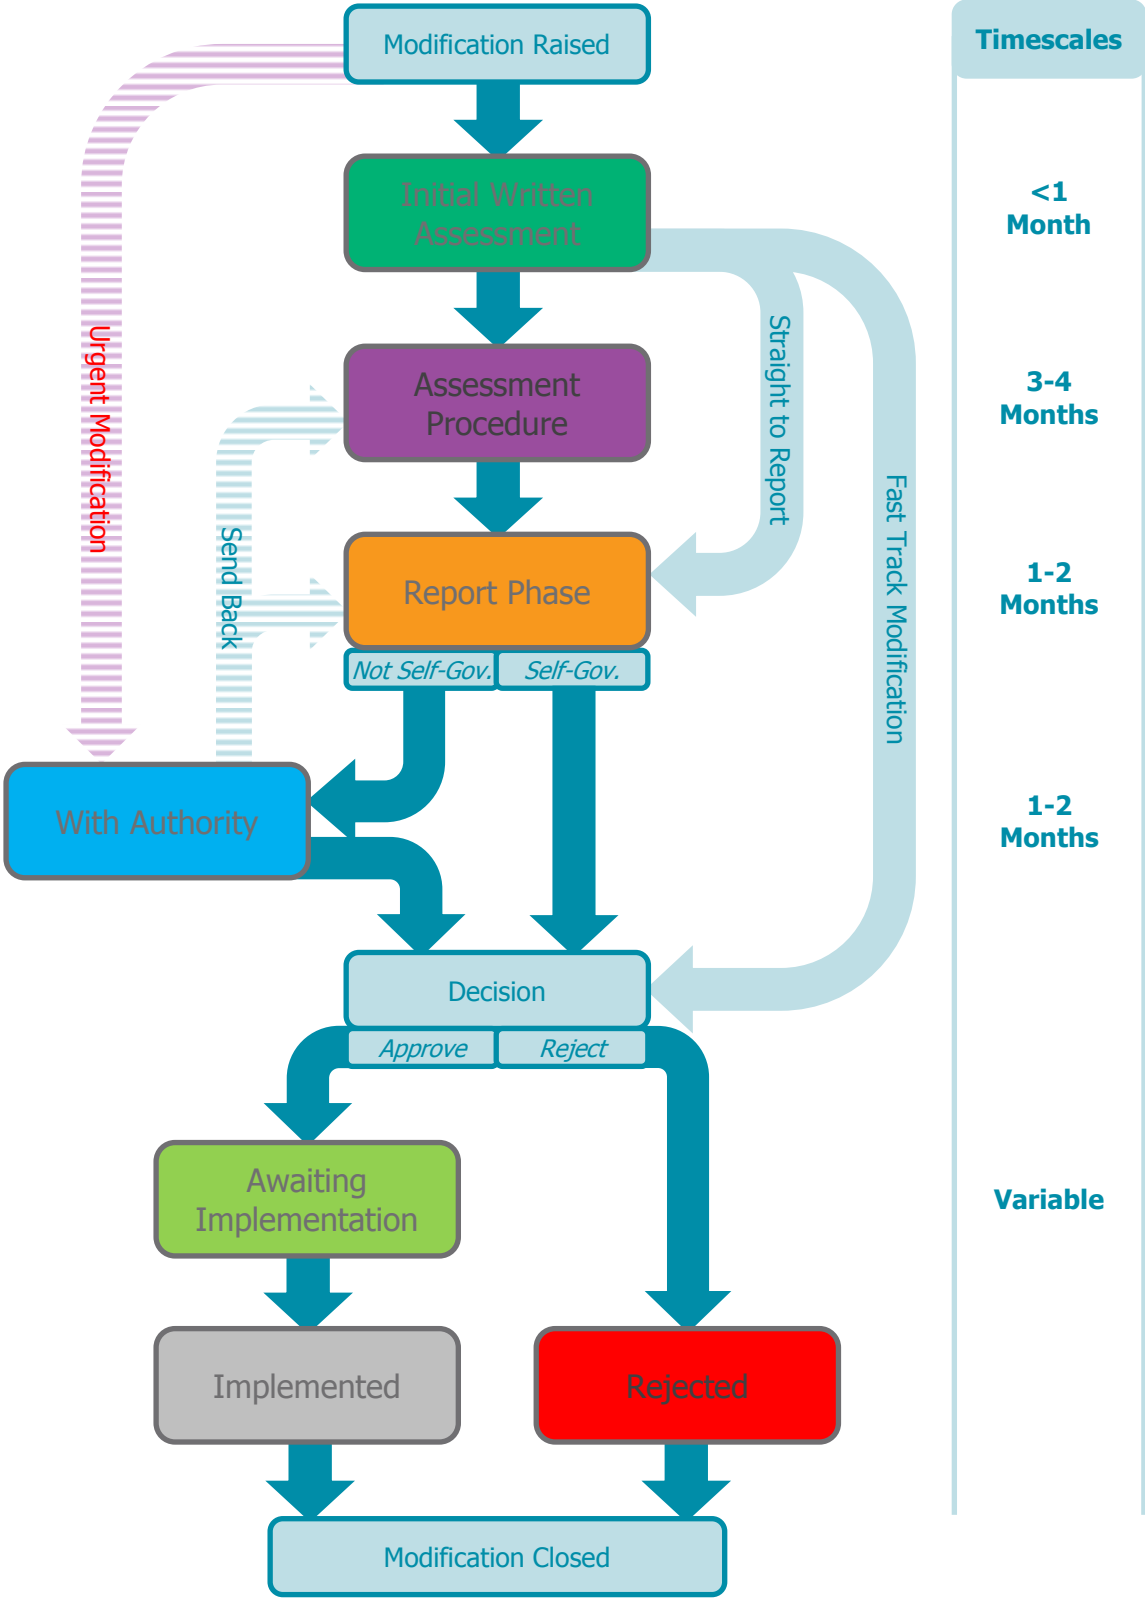 Modification Raised
Timescales
Initial Written
Assessment
<1
Month
Urgent Modification
Straight to Report
Assessment
Procedure
3-4
Months
Fast Track Modification
Send Back
Report Phase
1-2
Months
Not Self-Gov.
Self-Gov.
With Authority
1-2
Months
Decision
Approve
Reject
Awaiting
Implementation
Variable
Implemented
Rejected
Modification Closed